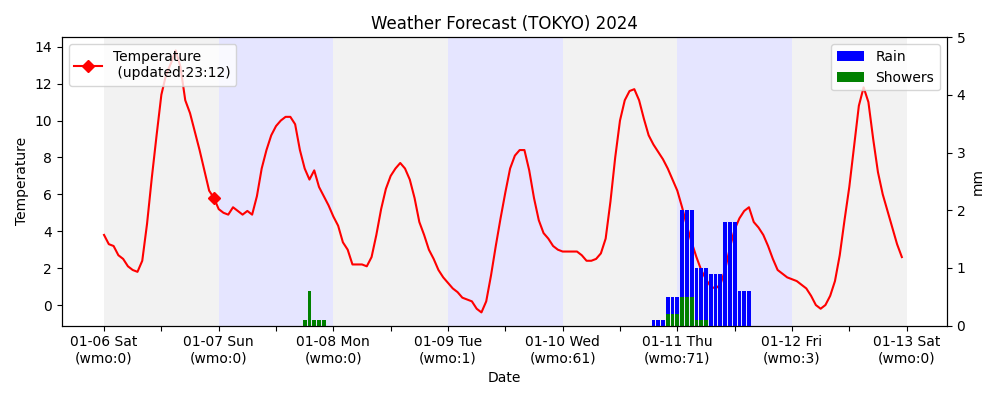 Weather Forecast (TOKYO) 2024
Temperature
(updated:23:12)
Rain
Showers
Temperature
14
12
10
8
6
4
2
0
5
4
3
2
1
0
mm
01-06 Sat
(wmo:0)
01-07 Sun
(wmo:0)
01-08 Mon
(wmo:0)
01-09 Tue
(wmo:1)
01-10 Wed
(wmo:61)
01-11 Thu
(wmo:71)
01-12 Fri
(wmo:3)
01-13 Sat
(wmo:0)
Date